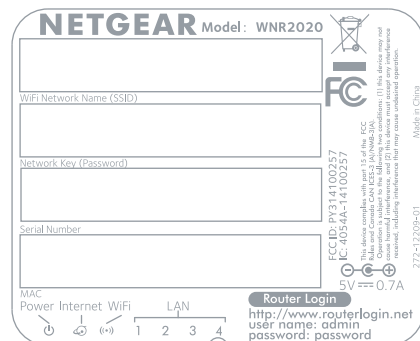 NETGEAR Model: WNR2020
WiFi Network Name (SSID)
Network Key (Password)
Serial Number
MAC
Power Internet WiFi LAN
1 2 3 4
FC
FCC ID: PY314100257
IC: 4054A-14100257
This device complies with part 15 of the FCC
Rules and Canada CAN ICES-3 (A)/NMB-3(A).
Operation is subject to the following two conditions: (1) this device may not
cause harmful interference, and (2) this device must accept any interference
received, including interference that may cause undesired operation.
272-12209-01 Made in China
5V 0.7A
Router Login
http://www.routerlogin.net
user name: admin
password: password